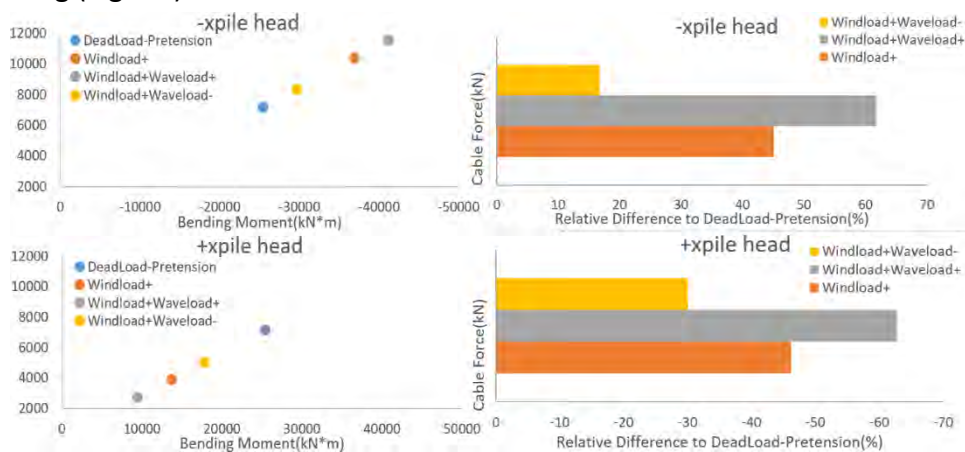 -xpile head
12000
10000
8000
6000
4000
2000
DeadLoad-Pretension
Windload+
Windload+Waveload+
Windload+Waveload-
0
-10000
-20000
-30000
-40000
-50000
Bending Moment(kN*m)
-xpile head
Windload+Waveload-
Windload+Waveload+
Windload+
Cable Force(kN)
0
10
20
30
40
50
60
70
Relative Difference to DeadLoad-Pretension(%)
+xpile head
12000
10000
8000
6000
4000
2000
DeadLoad-Pretension
Windload+
Windload+Waveload+
Windload+Waveload-
0
10000
20000
30000
40000
50000
Bending Moment(kN*m)
+xpile head
Windload+Waveload-
Windload+Waveload+
Windload+
Cable Force(kN)
0
-10
-20
-30
-40
-50
-60
-70
Relative Difference to DeadLoad-Pretension(%)